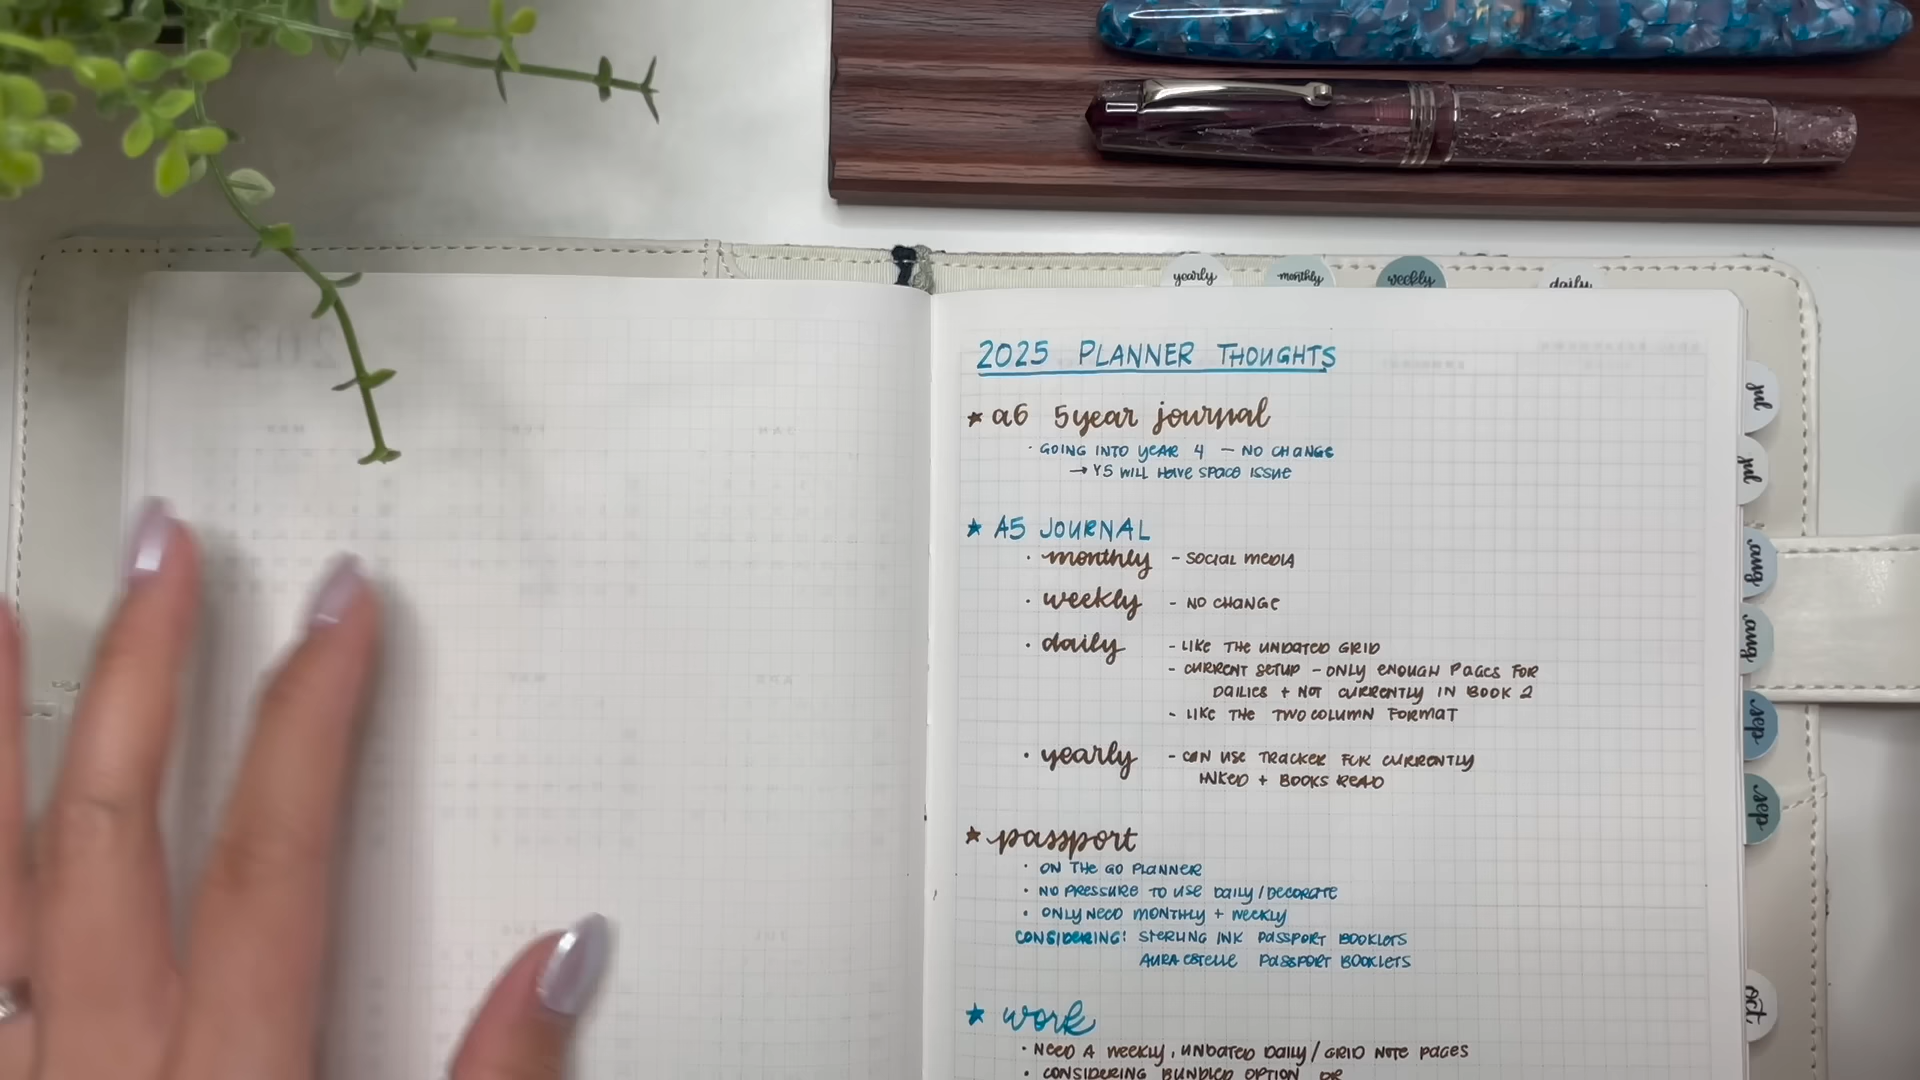 yearly
monthly
weekly
daily
2025 PLANNER THOUGHTS
★ a6 5year journal
· GOING INTO YEAR 4 – NO CHANGE
→ Y5 WILL HAVE SPACE ISSUE
★ A5 JOURNAL
· monthly - SOCIAL MEDIA
· weekly - NO CHANGE
· daily - LIKE THE UNDATED GRID
- CURRENT SETUP - ONLY ENOUGH PAGES FOR
DAILIES + NOT CURRENTLY IN BOOK 2
- LIKE THE TWO COLUMN FORMAT
· yearly - CAN USE TRACKER FOR CURRENTLY
INKED + BOOKS READ
★ passport
· ON THE GO PLANNER
· NO PRESSURE TO USE DAILY/DECORATE
· ONLY NEED MONTHLY + WEEKLY
CONSIDERING: STERLING INK PASSPORT BOOKLETS
AURA ESTELLE PASSPORT BOOKLETS
★ work
· NEED A WEEKLY, UNDATED DAILY/GRID NOTE PAGES
· CONSIDERING BUNDLED OPTION OR
jul
jul
aug
aug
sep
sep
oct